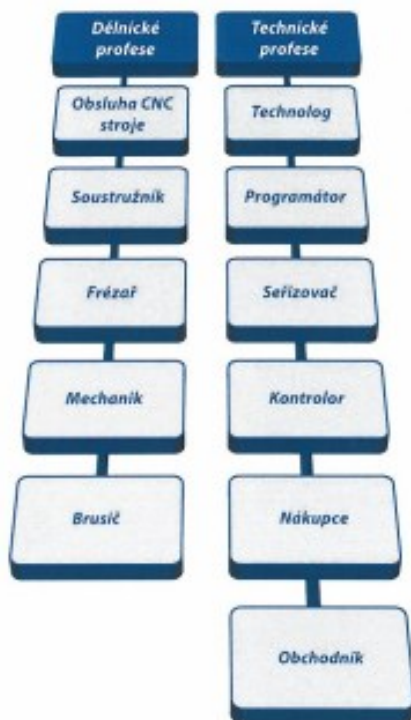 Dělnické
profese
Obsluha CNC
stroje
Soustružník
Frézař
Mechanik
Brusič
Technické
profese
Technolog
Programátor
Seřizovač
Kontrolor
Nákupce
Obchodník